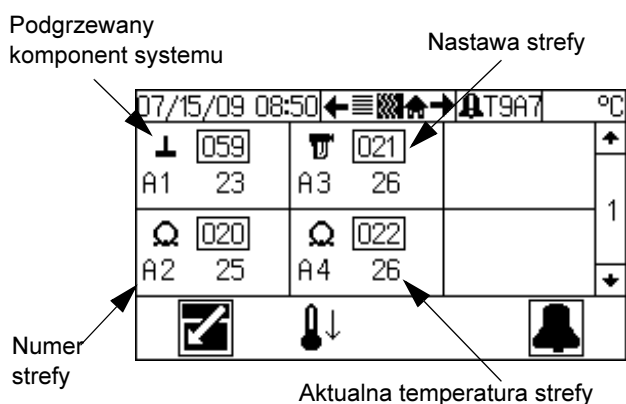 Podgrzewany
komponent systemu
Nastawa strefy
07/15/09 08:50 T9A7 °C
059 021
A1 23 A3 26
1
020 022
A2 25 A4 26
Numer
strefy
Aktualna temperatura strefy